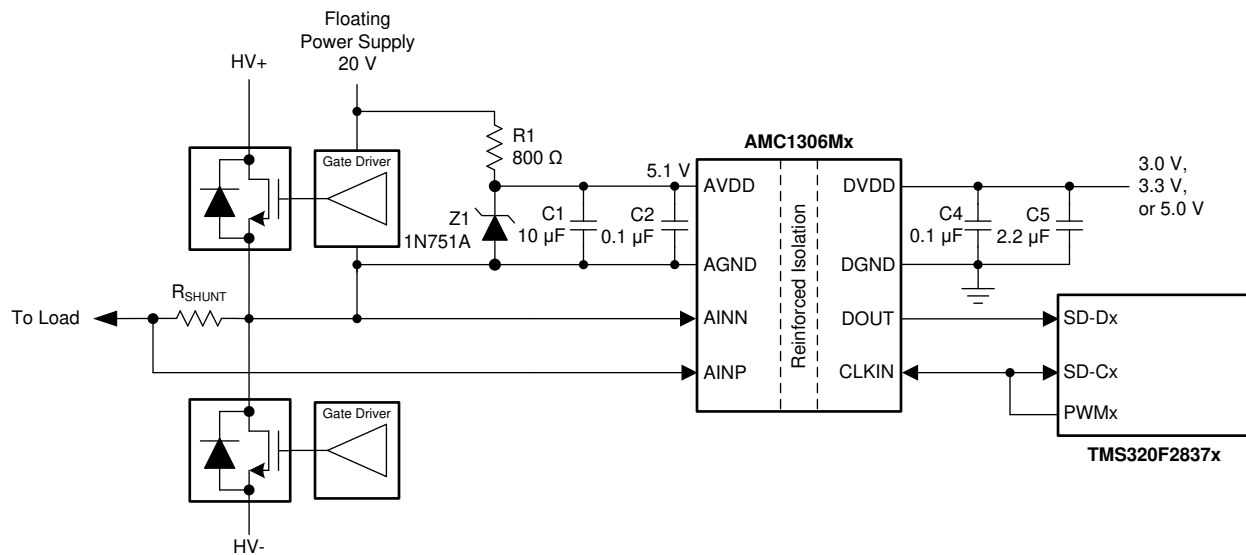 Floating
Power Supply
20 V
HV+
R1
800 Ω
AMC1306Mx
Gate Driver
5.1 V
AVDD
DVDD
3.0 V,
3.3 V,
or 5.0 V
Z1
1N751A
C1
10 µF
C2
0.1 µF
C4
0.1 µF
C5
2.2 µF
Reinforced Isolation
AGND
DGND
RSHUNT
To Load
AINN
DOUT
SD-Dx
AINP
CLKIN
SD-Cx
PWMx
Gate Driver
TMS320F2837x
HV-